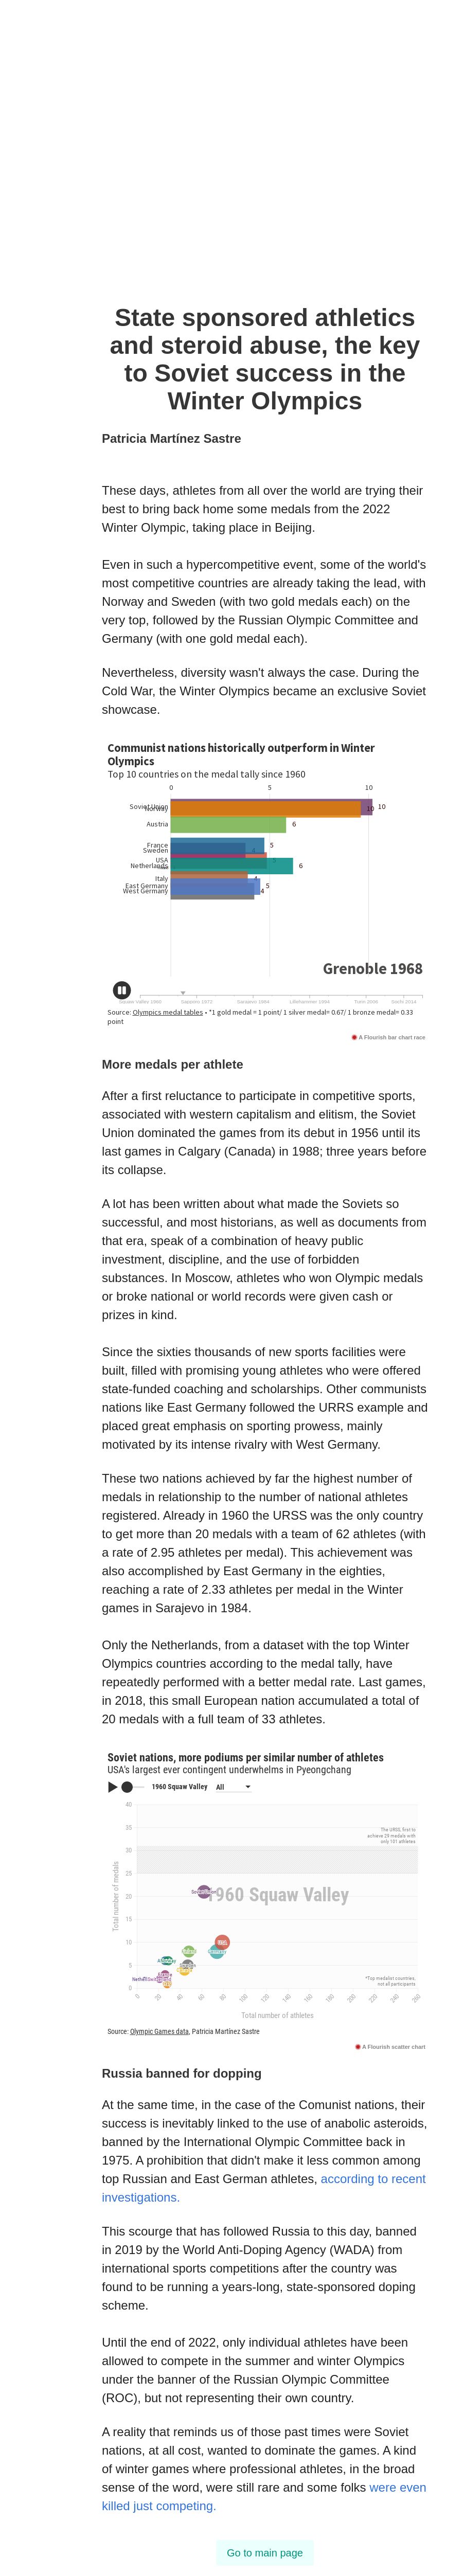 State sponsored athletics
and steroid abuse, the key
to Soviet success in the
Winter Olympics
Patricia Martínez Sastre
These days, athletes from all over the world are trying their
best to bring back home some medals from the 2022
Winter Olympic, taking place in Beijing.
Even in such a hypercompetitive event, some of the world's
most competitive countries are already taking the lead, with
Norway and Sweden (with two gold medals each) on the
very top, followed by the Russian Olympic Committee and
Germany (with one gold medal each).
Nevertheless, diversity wasn't always the case. During the
Cold War, the Winter Olympics became an exclusive Soviet
showcase.
Communist nations historically outperform in Winter
Olympics
Top 10 countries on the medal tally since 1960
0 5 10
Soviet Union 10
Norway 10
Austria 6
France 5
Sweden
USA
Netherlands 6
Italy 4
East Germany 5
West Germany 4
Grenoble 1968
Squaw Valley 1960 Sapporo 1972 Sarajevo 1984 Lillehammer 1994 Turin 2006 Sochi 2014
Source: Olympics medal tables • *1 gold medal = 1 point/ 1 silver medal= 0.67/ 1 bronze medal= 0.33
point
A Flourish bar chart race
More medals per athlete
After a first reluctance to participate in competitive sports,
associated with western capitalism and elitism, the Soviet
Union dominated the games from its debut in 1956 until its
last games in Calgary (Canada) in 1988; three years before
its collapse.
A lot has been written about what made the Soviets so
successful, and most historians, as well as documents from
that era, speak of a combination of heavy public
investment, discipline, and the use of forbidden
substances. In Moscow, athletes who won Olympic medals
or broke national or world records were given cash or
prizes in kind.
Since the sixties thousands of new sports facilities were
built, filled with promising young athletes who were offered
state-funded coaching and scholarships. Other communists
nations like East Germany followed the URRS example and
placed great emphasis on sporting prowess, mainly
motivated by its intense rivalry with West Germany.
These two nations achieved by far the highest number of
medals in relationship to the number of national athletes
registered. Already in 1960 the URSS was the only country
to get more than 20 medals with a team of 62 athletes (with
a rate of 2.95 athletes per medal). This achievement was
also accomplished by East Germany in the eighties,
reaching a rate of 2.33 athletes per medal in the Winter
games in Sarajevo in 1984.
Only the Netherlands, from a dataset with the top Winter
Olympics countries according to the medal tally, have
repeatedly performed with a better medal rate. Last games,
in 2018, this small European nation accumulated a total of
20 medals with a full team of 33 athletes.
Soviet nations, more podiums per similar number of athletes
USA's largest ever contingent underwhelms in Pyeongchang
1960 Squaw Valley All
40
35
The URSS, first to
achieve 29 medals with
only 101 athletes
30
25
20
1960 Squaw Valley
15
10
5
*Top medalist countries,
not all participants
0
0 20 40 60 80 100 120 140 160 180 200 220 240 260
Total number of medals
Total number of athletes
Source: Olympic Games data, Patricia Martínez Sastre
A Flourish scatter chart
Russia banned for dopping
At the same time, in the case of the Comunist nations, their
success is inevitably linked to the use of anabolic asteroids,
banned by the International Olympic Committee back in
1975. A prohibition that didn't make it less common among
top Russian and East German athletes, according to recent
investigations.
This scourge that has followed Russia to this day, banned
in 2019 by the World Anti-Doping Agency (WADA) from
international sports competitions after the country was
found to be running a years-long, state-sponsored doping
scheme.
Until the end of 2022, only individual athletes have been
allowed to compete in the summer and winter Olympics
under the banner of the Russian Olympic Committee
(ROC), but not representing their own country.
A reality that reminds us of those past times were Soviet
nations, at all cost, wanted to dominate the games. A kind
of winter games where professional athletes, in the broad
sense of the word, were still rare and some folks were even
killed just competing.
Go to main page